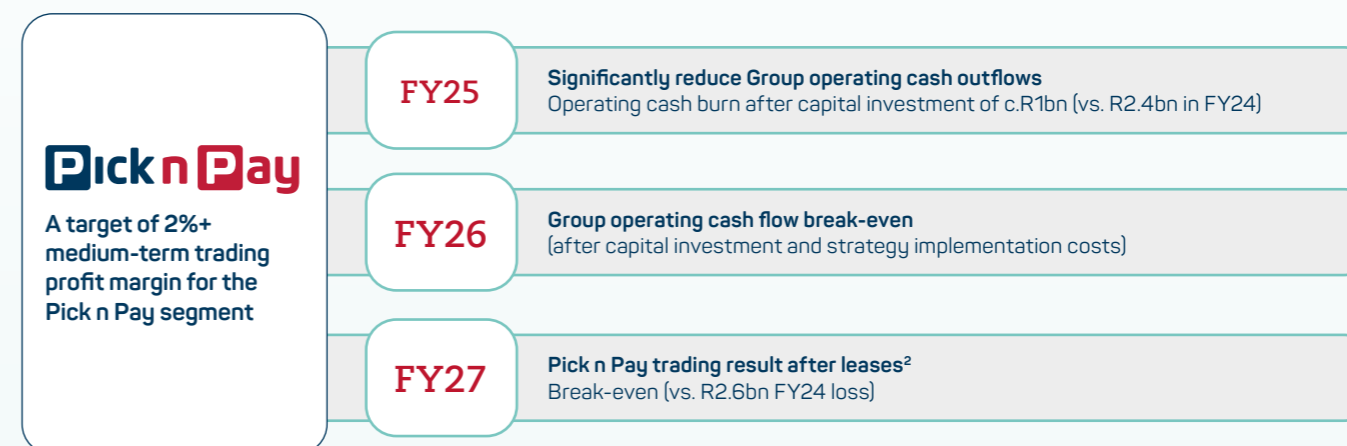 Pick n Pay
A target of 2%+
medium-term trading
profit margin for the
Pick n Pay segment
FY25
Significantly reduce Group operating cash outflows
Operating cash burn after capital investment of c.R1bn (vs. R2.4bn in FY24)
FY26
Group operating cash flow break-even
(after capital investment and strategy implementation costs)
FY27
Pick n Pay trading result after leases²
Break-even (vs. R2.6bn FY24 loss)